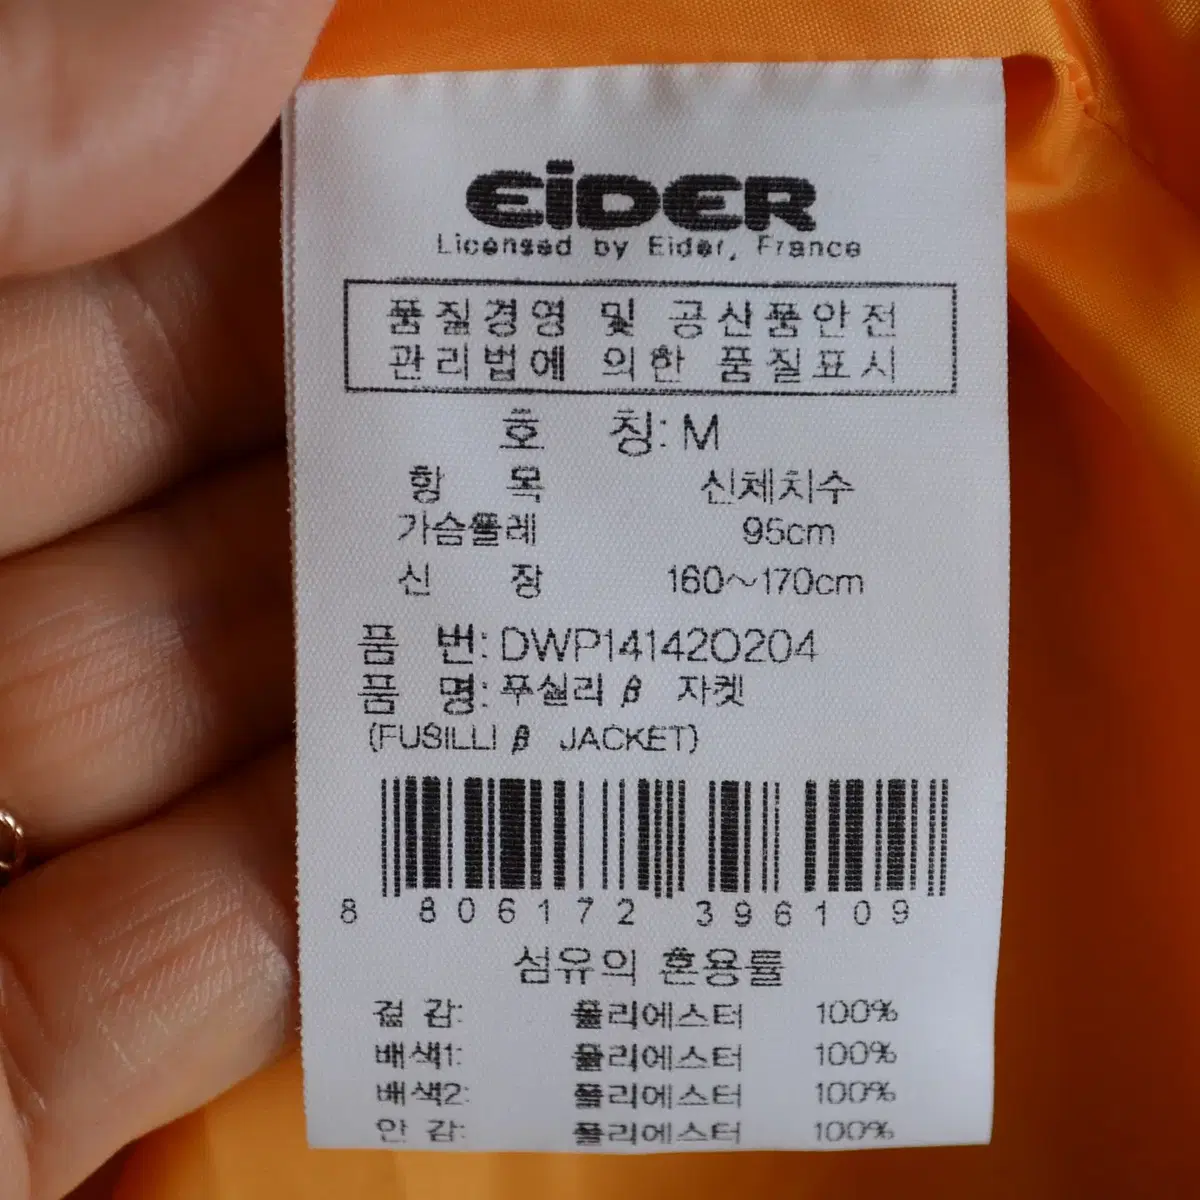 EiDER
Licensed by Eider, France
품질경영 및 공산품안전
관리법에 의한 품질표시
호 칭: M
항 목 신체치수
가슴둘레 95cm
신 장 160~170cm
품 번: DWP14142O204
품 명: 푸실리 β 자켓
(FUSILLI β JACKET)
8 806172 396109
섬유의 혼용률
겉 감: 폴리에스터 100%
배색1: 폴리에스터 100%
배색2: 폴리에스터 100%
안 감: 폴리에스터 100%